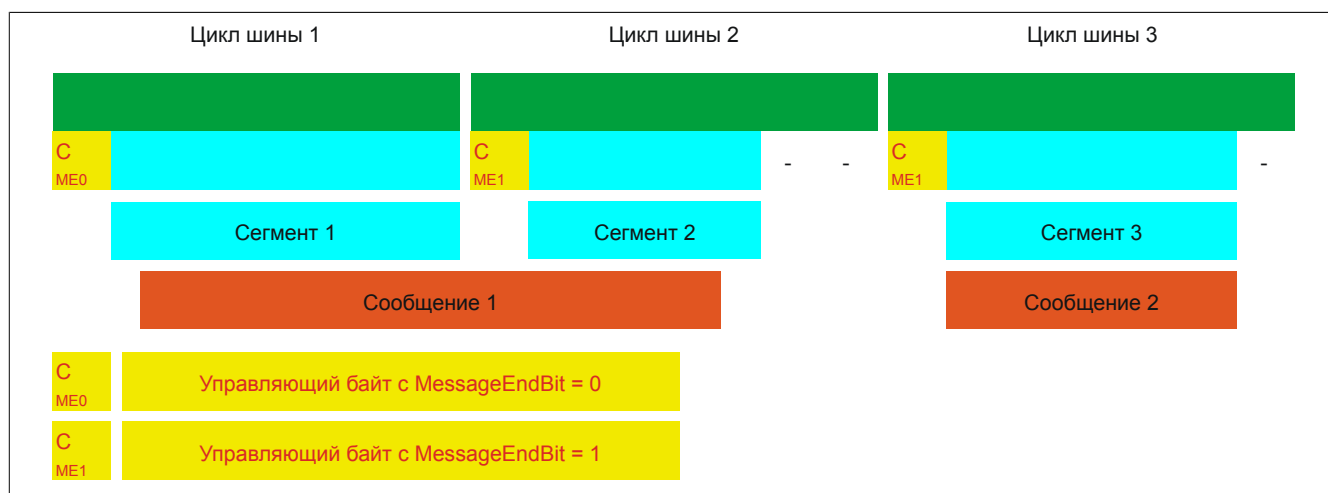 Цикл шины 1 Цикл шины 2 Цикл шины 3
C C - - C -
ME0 ME1 ME1
Сегмент 1 Сегмент 2 Сегмент 3
Сообщение 1 Сообщение 2
C
ME0
Управляющий байт с MessageEndBit = 0
C
ME1
Управляющий байт с MessageEndBit = 1